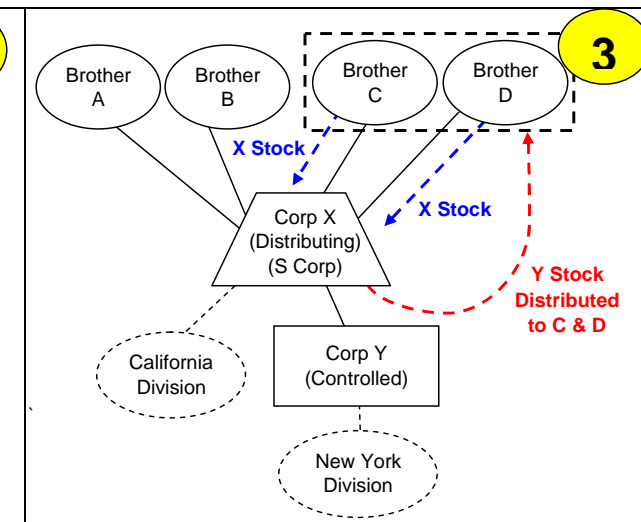 3
Brother
A
Brother
B
Brother
C
Brother
D
X Stock
X Stock
Corp X
(Distributing)
(S Corp)
Y Stock
Distributed
to C & D
California
Division
Corp Y
(Controlled)
New York
Division